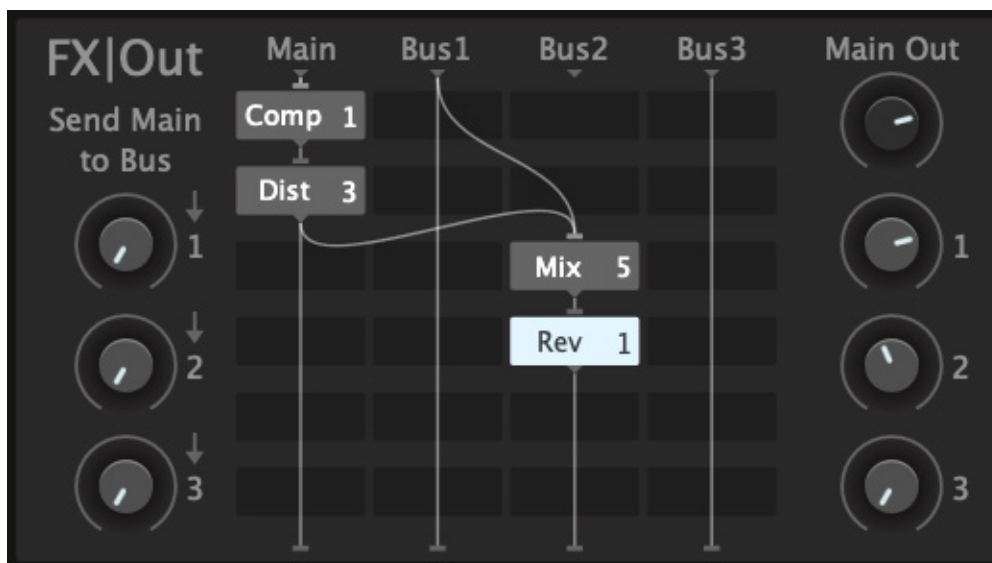 FX|Out
Main Bus1 Bus2 Bus3
Main Out
Send Main
to Bus
Comp 1
Dist 3
Mix 5
Rev 1
1
2
3
1
2
3